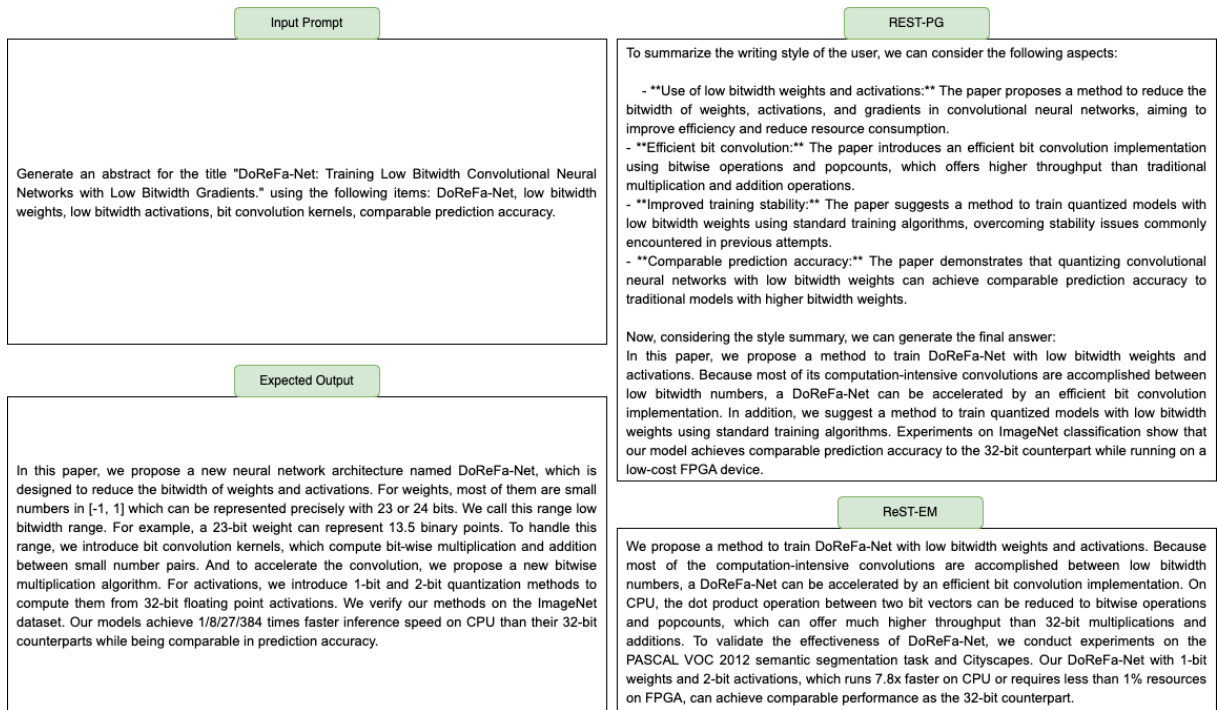 Input Prompt
Generate an abstract for the title "DoReFa-Net: Training Low Bitwidth Convolutional Neural
Networks with Low Bitwidth Gradients." using the following items: DoReFa-Net, low bitwidth
weights, low bitwidth activations, bit convolution kernels, comparable prediction accuracy.
Expected Output
In this paper, we propose a new neural network architecture named DoReFa-Net, which is
designed to reduce the bitwidth of weights and activations. For weights, most of them are small
numbers in [-1, 1] which can be represented precisely with 23 or 24 bits. We call this range low
bitwidth range. For example, a 23-bit weight can represent 13.5 binary points. To handle this
range, we introduce bit convolution kernels, which compute bit-wise multiplication and addition
between small number pairs. And to accelerate the convolution, we propose a new bitwise
multiplication algorithm. For activations, we introduce 1-bit and 2-bit quantization methods to
compute them from 32-bit floating point activations. We verify our methods on the ImageNet
dataset. Our models achieve 1/8/27/384 times faster inference speed on CPU than their 32-bit
counterparts while being comparable in prediction accuracy.
REST-PG
To summarize the writing style of the user, we can consider the following aspects:
- **Use of low bitwidth weights and activations:** The paper proposes a method to reduce the
bitwidth of weights, activations, and gradients in convolutional neural networks, aiming to
improve efficiency and reduce resource consumption.
- **Efficient bit convolution:** The paper introduces an efficient bit convolution implementation
using bitwise operations and popcounts, which offers higher throughput than traditional
multiplication and addition operations.
- **Improved training stability:** The paper suggests a method to train quantized models with
low bitwidth weights using standard training algorithms, overcoming stability issues commonly
encountered in previous attempts.
- **Comparable prediction accuracy:** The paper demonstrates that quantizing convolutional
neural networks with low bitwidth weights can achieve comparable prediction accuracy to
traditional models with higher bitwidth weights.
Now, considering the style summary, we can generate the final answer:
In this paper, we propose a method to train DoReFa-Net with low bitwidth weights and
activations. Because most of its computation-intensive convolutions are accomplished between
low bitwidth numbers, a DoReFa-Net can be accelerated by an efficient bit convolution
implementation. In addition, we suggest a method to train quantized models with low bitwidth
weights using standard training algorithms. Experiments on ImageNet classification show that
our model achieves comparable prediction accuracy to the 32-bit counterpart while running on a
low-cost FPGA device.
ReST-EM
We propose a method to train DoReFa-Net with low bitwidth weights and activations. Because
most of the computation-intensive convolutions are accomplished between low bitwidth
numbers, a DoReFa-Net can be accelerated by an efficient bit convolution implementation. On
CPU, the dot product operation between two bit vectors can be reduced to bitwise operations
and popcounts, which can offer much higher throughput than 32-bit multiplications and
additions. To validate the effectiveness of DoReFa-Net, we conduct experiments on the
PASCAL VOC 2012 semantic segmentation task and Cityscapes. Our DoReFa-Net with 1-bit
weights and 2-bit activations, which runs 7.8x faster on CPU or requires less than 1% resources
on FPGA, can achieve comparable performance as the 32-bit counterpart.